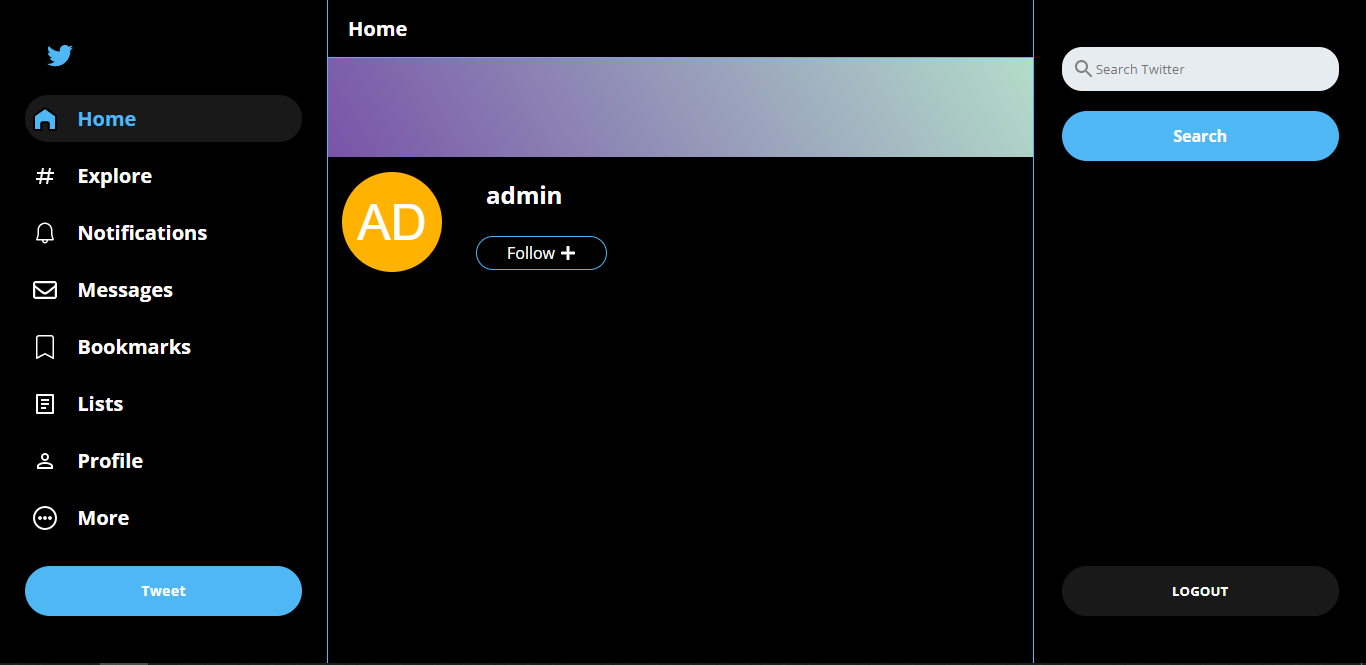 Home
Explore
Notifications
Messages
Bookmarks
Lists
Profile
More
Tweet
Home
AD
admin
Follow
Search Twitter
Search
LOGOUT